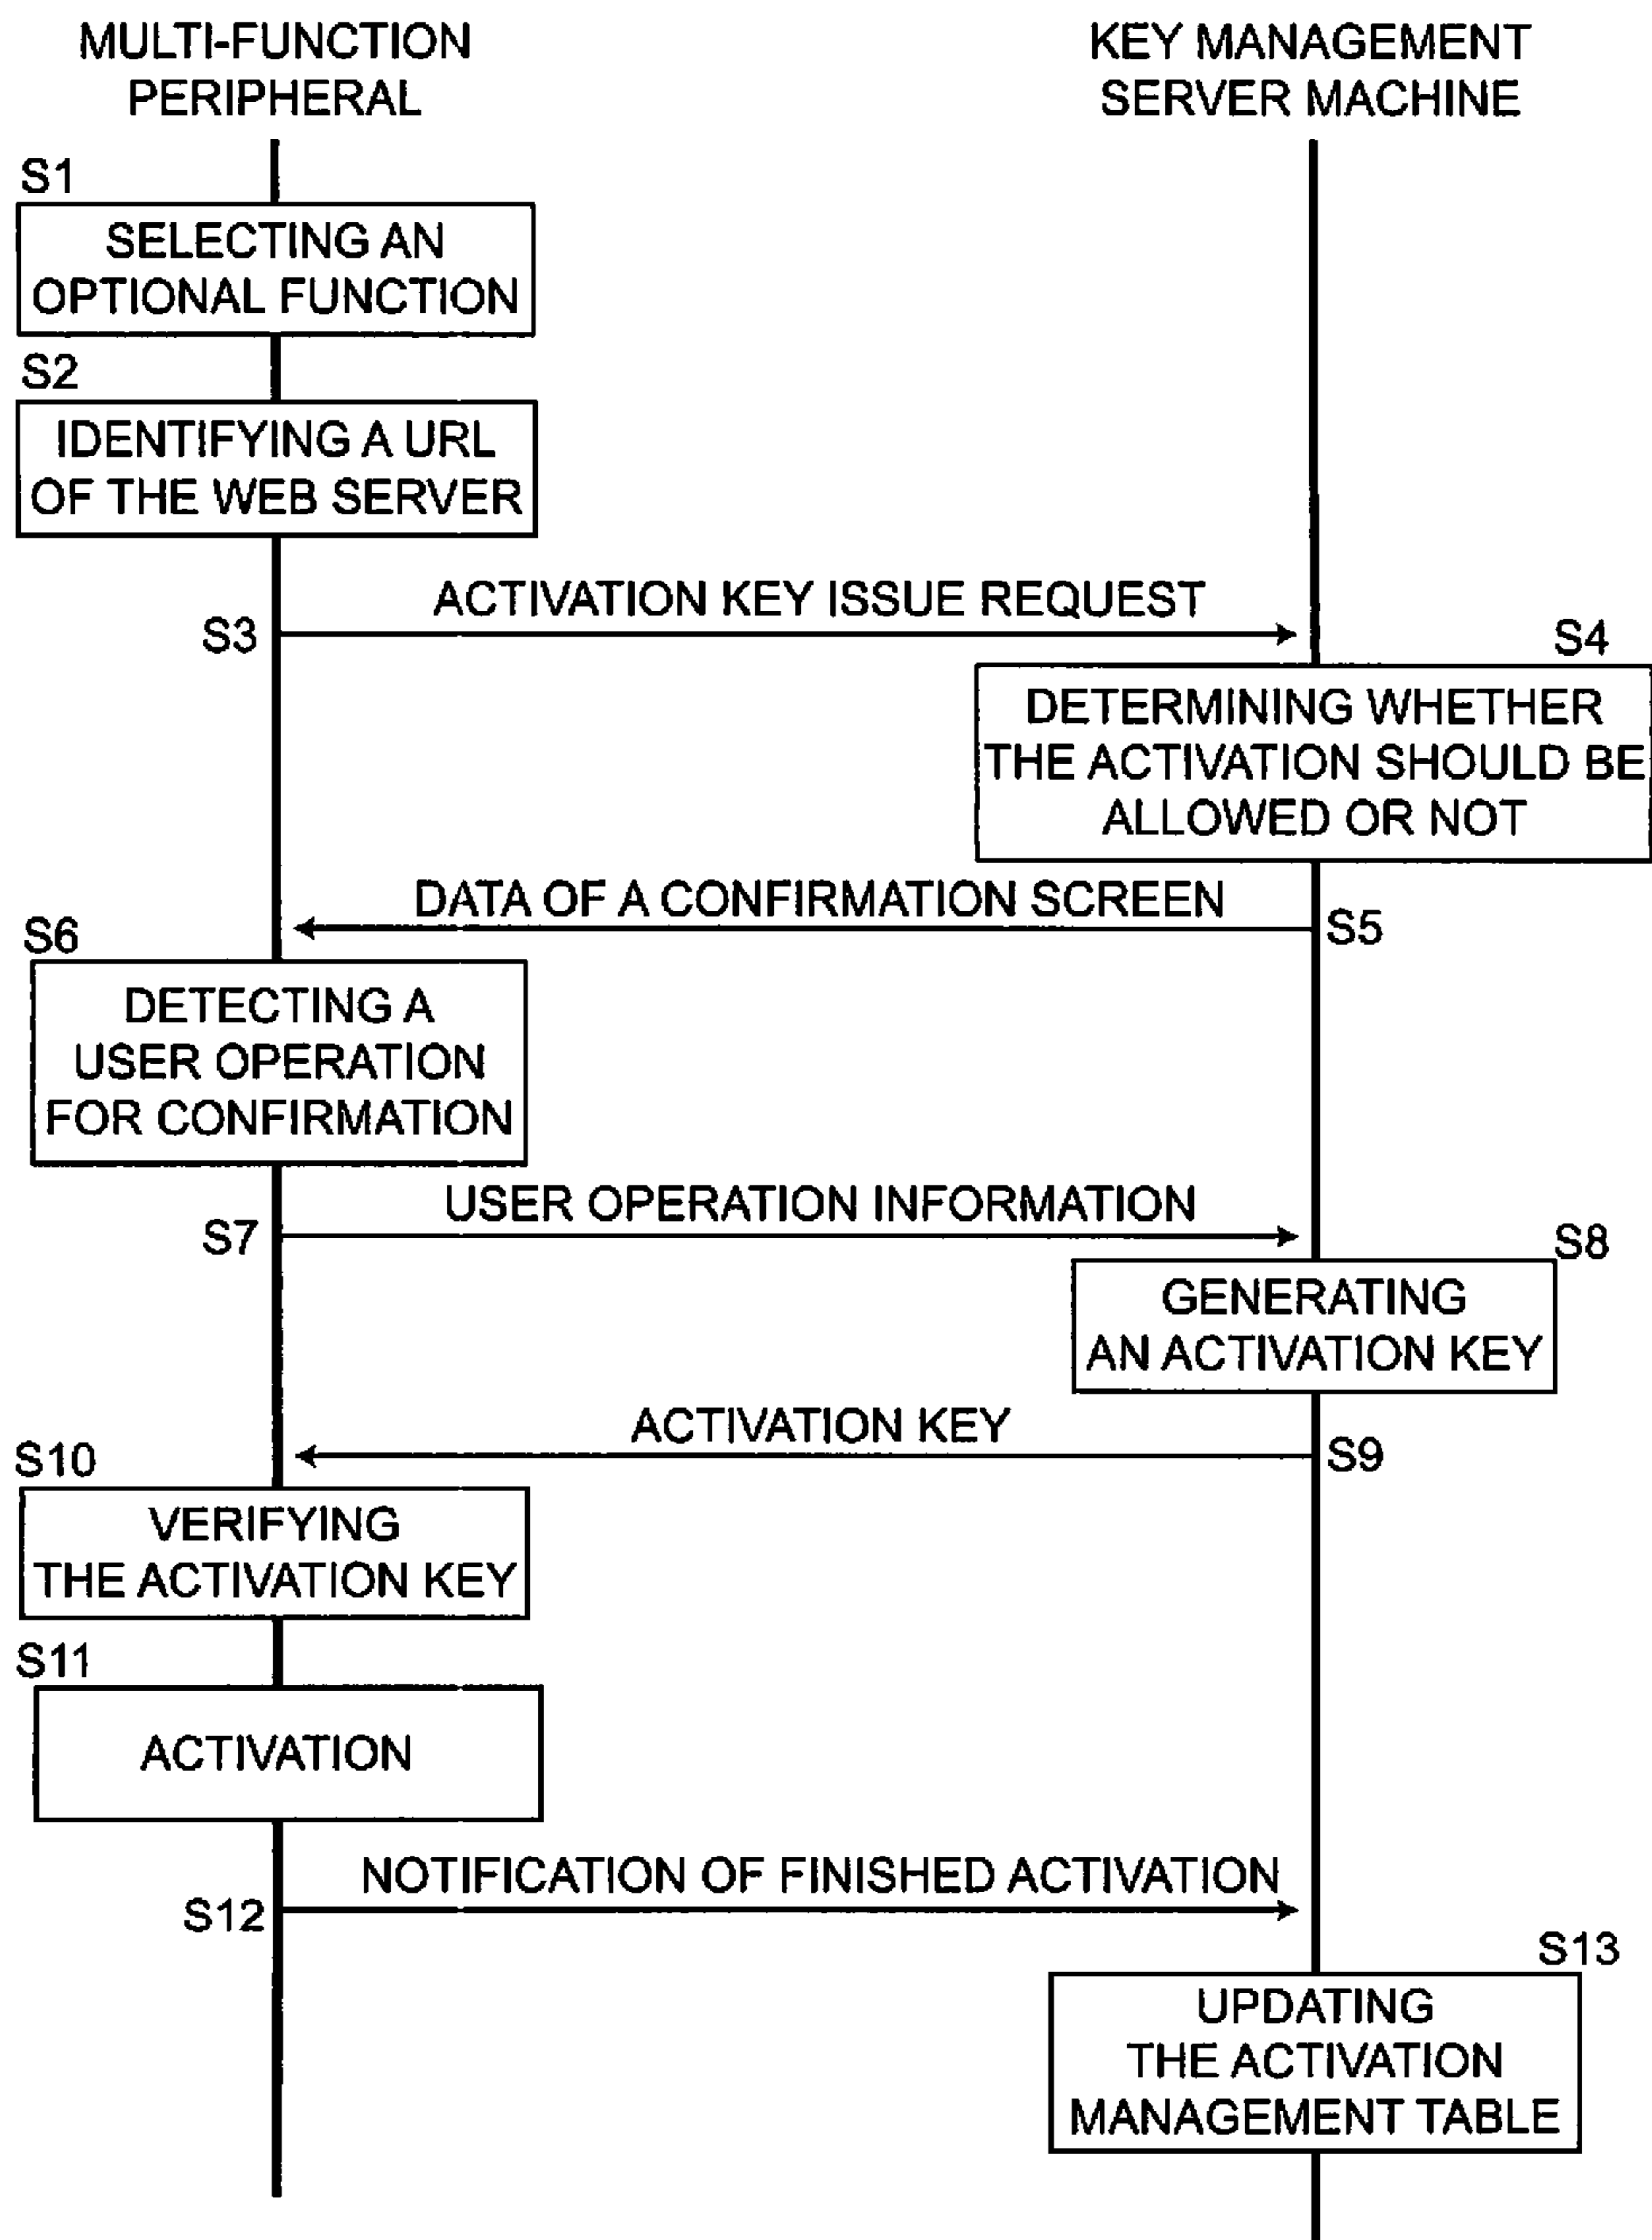 MULTI-FUNCTION
PERIPHERAL
KEY MANAGEMENT
SERVER MACHINE
S1
SELECTING AN
OPTIONAL FUNCTION
S2
IDENTIFYING A URL
OF THE WEB SERVER
ACTIVATION KEY ISSUE REQUEST
S3
S4
DETERMINING WHETHER
THE ACTIVATION SHOULD BE
ALLOWED OR NOT
DATA OF A CONFIRMATION SCREEN
S5
S6
DETECTING A
USER OPERATION
FOR CONFIRMATION
USER OPERATION INFORMATION
S7
S8
GENERATING
AN ACTIVATION KEY
ACTIVATION KEY
S9
S10
VERIFYING
THE ACTIVATION KEY
S11
ACTIVATION
NOTIFICATION OF FINISHED ACTIVATION
S12
S13
UPDATING
THE ACTIVATION
MANAGEMENT TABLE